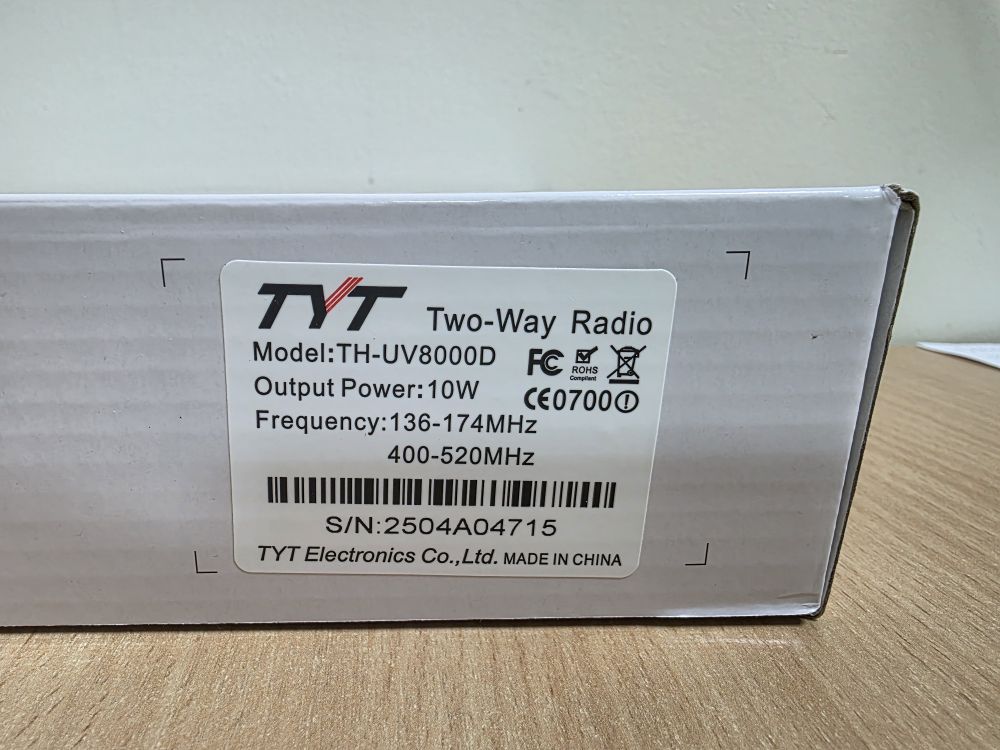 TYT Two-Way Radio
Model:TH-UV8000D FC ROHS Compliant
Output Power:10W CE0700
Frequency:136-174MHz
400-520MHz
S/N:2504A04715
TYT Electronics Co.,Ltd. MADE IN CHINA